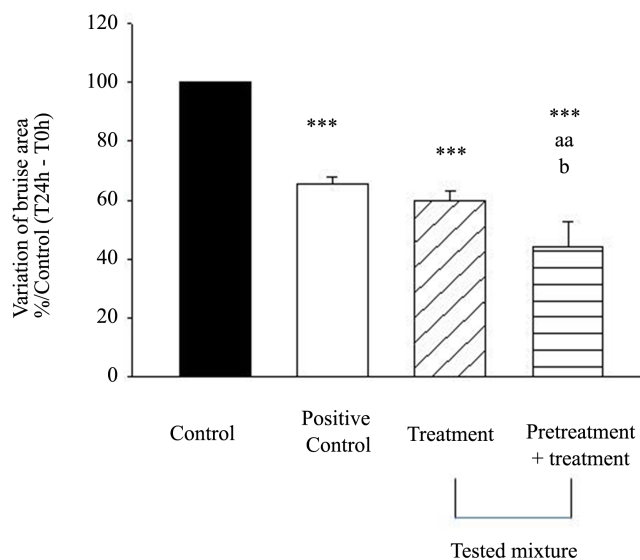 Variation of bruise area
%/Control (T24h - T0h)
120
100
80
60
40
20
0
***
***
***
aa
b
Control
Positive
Control
Treatment
Pretreatment
+ treatment
Tested mixture